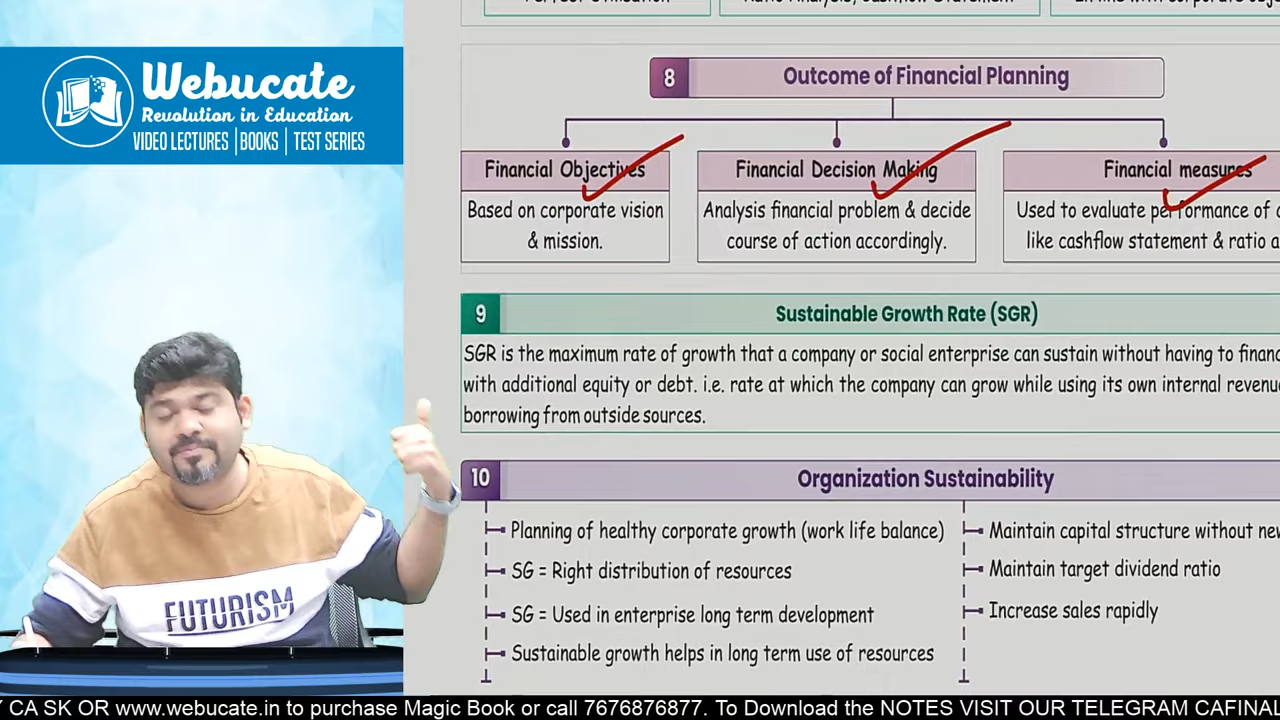 Webucate
Revolution in Education
VIDEO LECTURES | BOOKS | TEST SERIES
8 Outcome of Financial Planning
Financial Objectives
Based on corporate vision
& mission.
Financial Decision Making
Analysis financial problem & decide
course of action accordingly.
Financial measures
Used to evaluate performance of
like cashflow statement & ratio
9 Sustainable Growth Rate (SGR)
SGR is the maximum rate of growth that a company or social enterprise can sustain without having to
with additional equity or debt. i.e. rate at which the company can grow while using its own internal
borrowing from outside sources.
10 Organization Sustainability
Planning of healthy corporate growth (work life balance)
SG = Right distribution of resources
SG = Used in enterprise long term development
Sustainable growth helps in long term use of resources
Maintain capital structure without
Maintain target dividend ratio
Increase sales rapidly
FUTURISM
CA SK OR www.webucate.in to purchase Magic Book or call 7676876877. To Download the NOTES VISIT OUR TELEGRAM CAFINAL